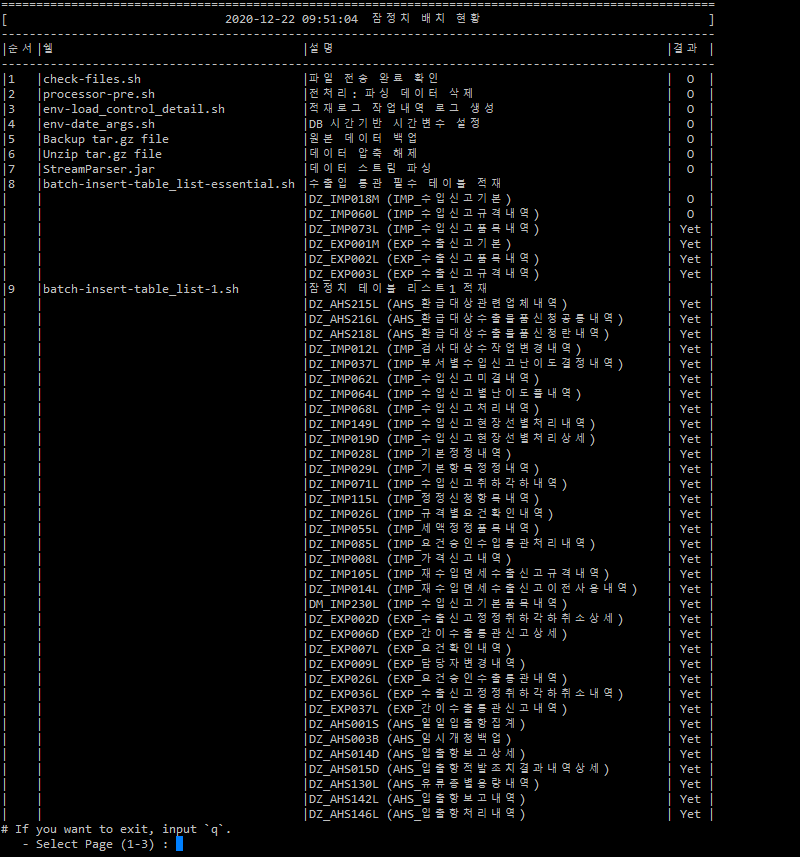 [ 2020-12-22 09:51:04 잠정치 배치 현황 ]
|순서|쉘 |설명 |결과 |
|1 |check-files.sh |파일 전송 완료 확인 | O |
|2 |processor-pre.sh |전처리: 파싱 데이터 삭제 | O |
|3 |env-load_control_detail.sh |적재로그 작업내역 로그 생성 | O |
|4 |env-date_args.sh |DB 시간기반 시간변수 설정 | O |
|5 |Backup tar.gz file |원본 데이터 백업 | O |
|6 |Unzip tar.gz file |데이터 압축 해제 | O |
|7 |StreamParser.jar |데이터 스트림 파싱 | O |
|8 |batch-insert-table_list-essential.sh |수출입 통관 필수 테이블 적재 | |
| | |DZ_IMP018M (IMP_수입신고기본) | O |
| | |DZ_IMP060L (IMP_수입신고규격내역) | O |
| | |DZ_IMP073L (IMP_수입신고품목내역) | Yet |
| | |DZ_EXP001M (EXP_수출신고기본) | Yet |
| | |DZ_EXP002L (EXP_수출신고품목내역) | Yet |
| | |DZ_EXP003L (EXP_수출신고규격내역) | Yet |
|9 |batch-insert-table_list-1.sh |잠정치 테이블 리스트1 적재 | |
| | |DZ_AHS215L (AHS_환급대상관련업체내역) | Yet |
| | |DZ_AHS216L (AHS_환급대상수출물품신청공통내역) | Yet |
| | |DZ_AHS218L (AHS_환급대상수출물품신청란내역) | Yet |
| | |DZ_IMP012L (IMP_검사대상수작업변경내역) | Yet |
| | |DZ_IMP037L (IMP_부서별수입신고난이도결정내역) | Yet |
| | |DZ_IMP062L (IMP_수입신고미결내역) | Yet |
| | |DZ_IMP064L (IMP_수입신고별난이도풀내역) | Yet |
| | |DZ_IMP068L (IMP_수입신고처리내역) | Yet |
| | |DZ_IMP149L (IMP_수입신고현장선별처리내역) | Yet |
| | |DZ_IMP019D (IMP_수입신고현장선별처리상세) | Yet |
| | |DZ_IMP028L (IMP_기본정정내역) | Yet |
| | |DZ_IMP029L (IMP_기본항목정정내역) | Yet |
| | |DZ_IMP071L (IMP_수입신고취하각하내역) | Yet |
| | |DZ_IMP115L (IMP_정정신청항목내역) | Yet |
| | |DZ_IMP026L (IMP_규격별요건확인내역) | Yet |
| | |DZ_IMP055L (IMP_세액정정품목내역) | Yet |
| | |DZ_IMP085L (IMP_요건승인수입통관처리내역) | Yet |
| | |DZ_IMP008L (IMP_가격신고내역) | Yet |
| | |DZ_IMP105L (IMP_재수입면세수출신고규격내역) | Yet |
| | |DZ_IMP014L (IMP_재수입면세수출신고이전사용내역) | Yet |
| | |DM_IMP230L (IMP_수입신고기본품목내역) | Yet |
| | |DZ_EXP002D (EXP_수출신고정정취하각하취소상세) | Yet |
| | |DZ_EXP006D (EXP_간이수출통관신고상세) | Yet |
| | |DZ_EXP007L (EXP_요건확인내역) | Yet |
| | |DZ_EXP009L (EXP_담당자변경내역) | Yet |
| | |DZ_EXP026L (EXP_요건승인수출통관내역) | Yet |
| | |DZ_EXP036L (EXP_수출신고정정취하각하취소내역) | Yet |
| | |DZ_EXP037L (EXP_간이수출통관신고내역) | Yet |
| | |DZ_AHS001S (AHS_일일입출항집계) | Yet |
| | |DZ_AHS003B (AHS_임시개청백업) | Yet |
| | |DZ_AHS014D (AHS_입출항보고상세) | Yet |
| | |DZ_AHS015D (AHS_입출항적발조치결과내역상세) | Yet |
| | |DZ_AHS130L (AHS_유류종별용량내역) | Yet |
| | |DZ_AHS142L (AHS_입출항보고내역) | Yet |
| | |DZ_AHS146L (AHS_입출항처리내역) | Yet |
# If you want to exit, input `q`.
- Select Page (1-3) :